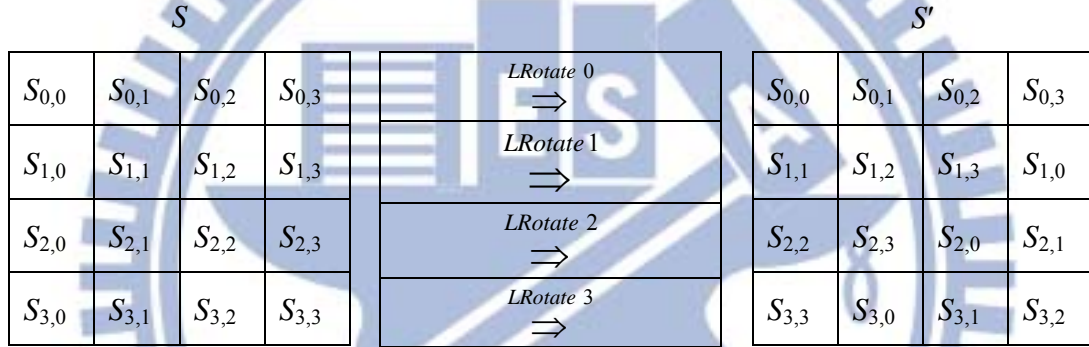 S S′
S0,0 S0,1 S0,2 S0,3 LRotate 0 ⇒ S0,0 S0,1 S0,2 S0,3
S1,0 S1,1 S1,2 S1,3 LRotate 1 ⇒ S1,1 S1,2 S1,3 S1,0
S2,0 S2,1 S2,2 S2,3 LRotate 2 ⇒ S2,2 S2,3 S2,0 S2,1
S3,0 S3,1 S3,2 S3,3 LRotate 3 ⇒ S3,3 S3,0 S3,1 S3,2
ES A